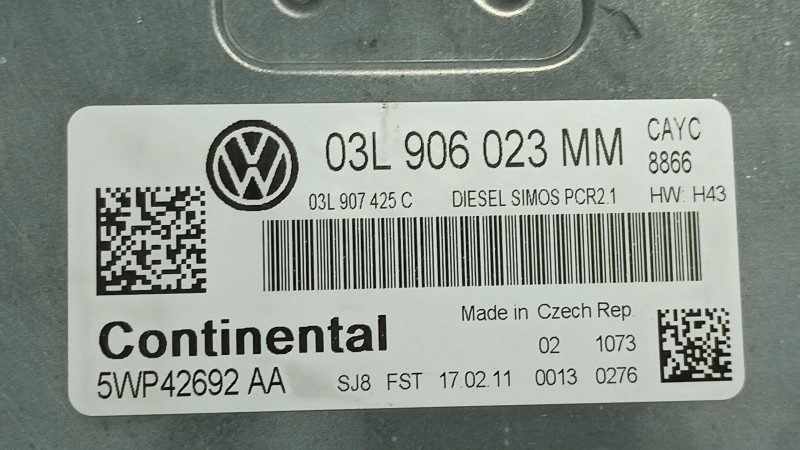 03L 906 023 MM
CAYC
8866
03L 907 425 C DIESEL SIMOS PCR2.1 HW: H43
Made in Czech Rep.
Continental
02 1073
5WP42692 AA SJ8 FST 17.02.11 0013 0276